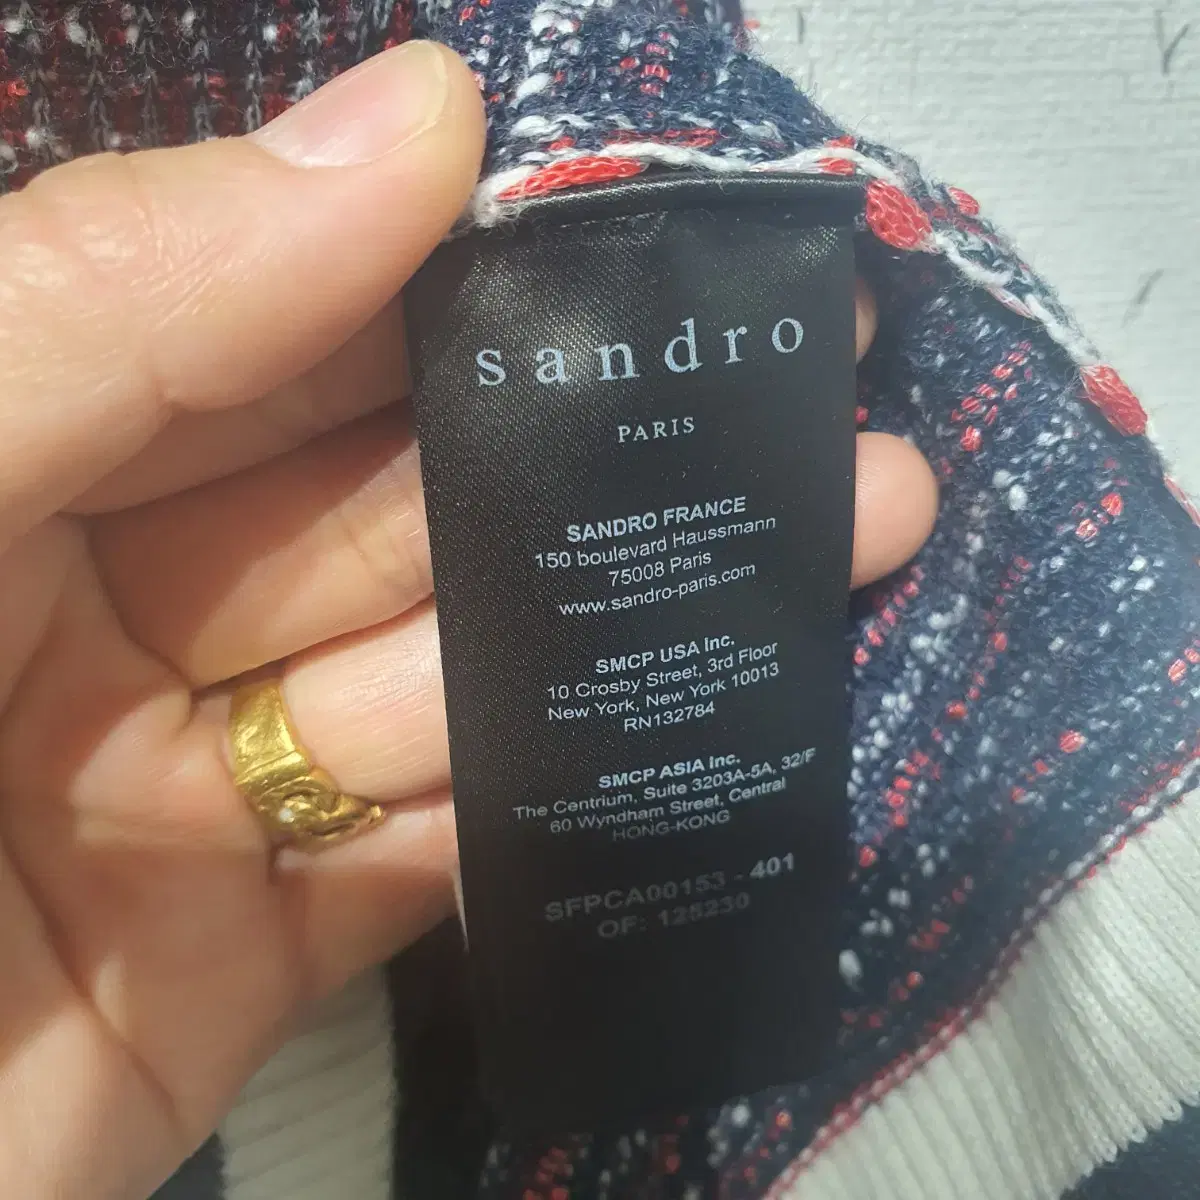 sandro
PARIS
SANDRO FRANCE
150 boulevard Haussmann
75008 Paris
www.sandro-paris.com
SMCP USA Inc.
10 Crosby Street, 3rd Floor
New York, New York 10013
RN132784
SMCP ASIA Inc.
The Centrium, Suite 3203A-5A, 32/F
60 Wyndham Street, Central
HONG-KONG
SFPCA00153 - 401
OF: 125230